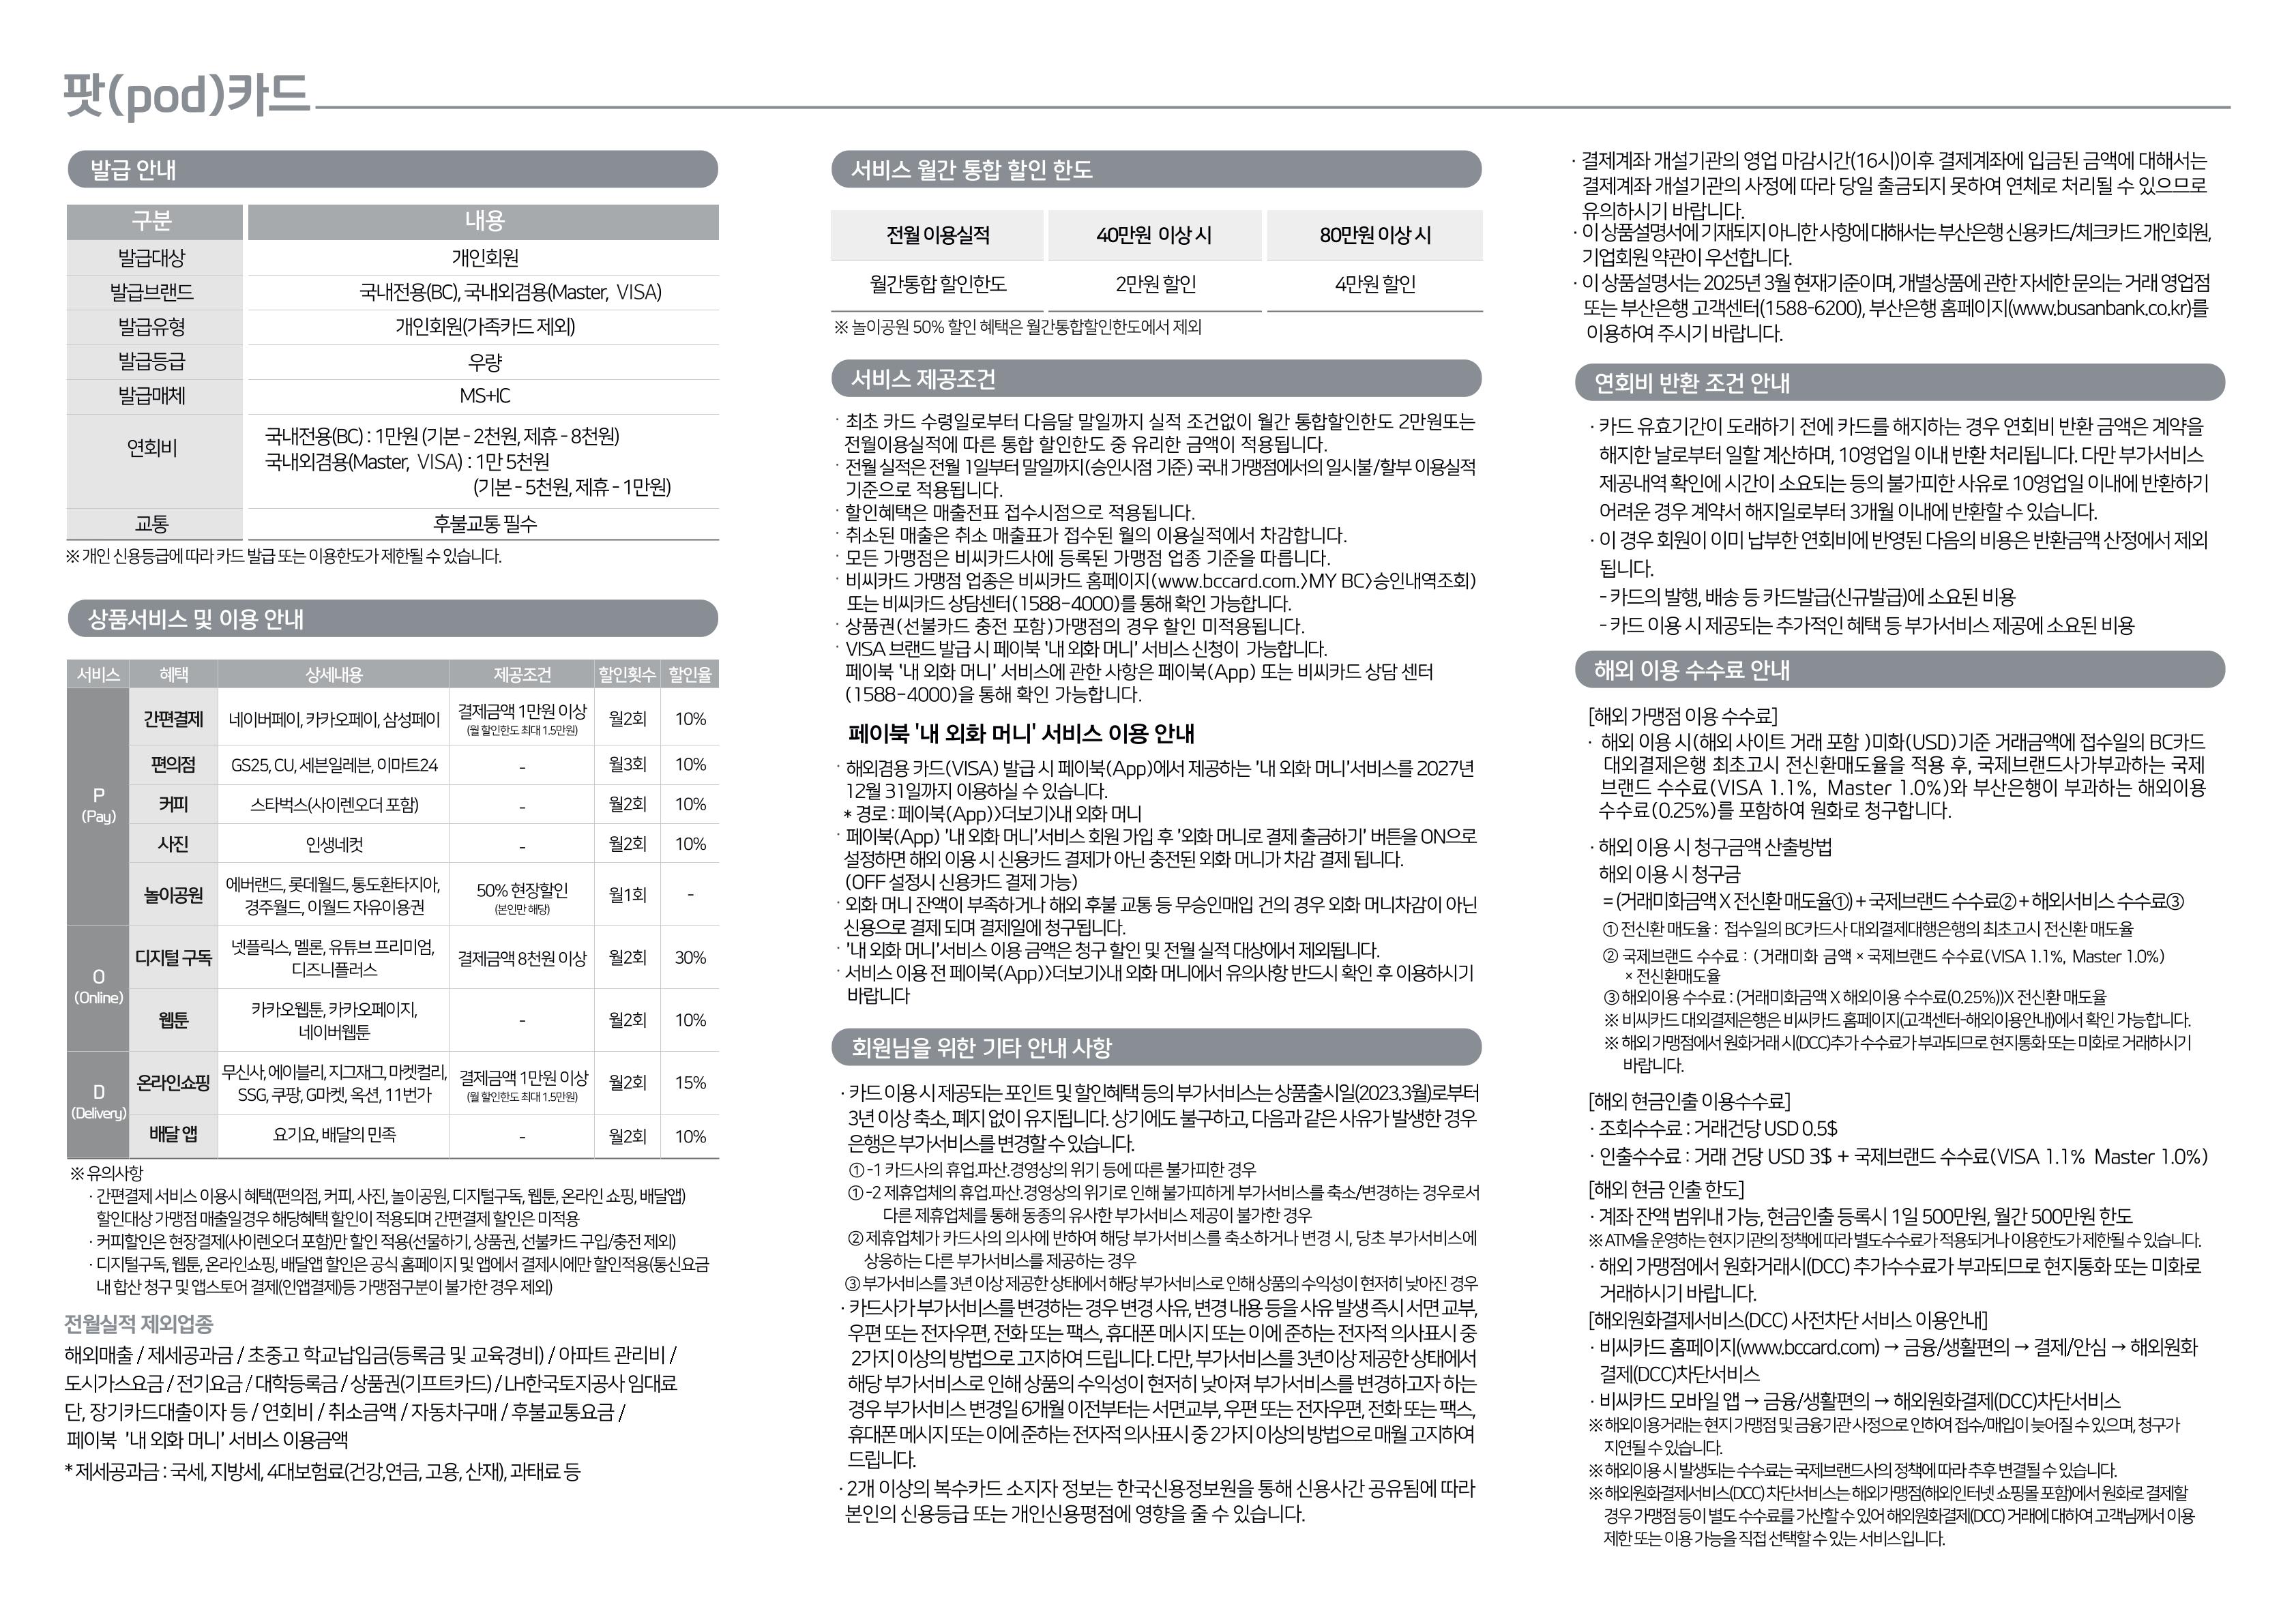 팟(pod)카드
발급 안내
구분 내용
발급대상 개인회원
발급브랜드 국내전용(BC), 국내외겸용(Master, VISA)
발급유형 개인회원(가족카드 제외)
발급등급 우량
발급매체 MS+IC
연회비 국내전용(BC) : 1만원 (기본 - 2천원, 제휴 - 8천원)
국내외겸용(Master, VISA) : 1만 5천원
(기본 - 5천원, 제휴 - 1만원)
교통 후불교통 필수
※ 개인 신용등급에 따라 카드 발급 또는 이용한도가 제한될 수 있습니다.
상품서비스 및 이용 안내
서비스 혜택 상세내용 제공조건 할인횟수 할인율
P
(Pay)
간편결제 네이버페이, 카카오페이, 삼성페이 결제금액 1만원 이상 월2회 10%
(월 할인한도 최대 1.5만원)
편의점 GS25, CU, 세븐일레븐, 이마트24 - 월3회 10%
커피 스타벅스(사이렌오더 포함) - 월2회 10%
사진 인생네컷 - 월2회 10%
놀이공원 에버랜드, 롯데월드, 통도환타지아, 50% 현장할인 월1회 -
경주월드, 이월드 자유이용권 (본인만 해당)
O
(Online)
디지털 구독 넷플릭스, 멜론, 유튜브 프리미엄, 결제금액 8천원 이상 월2회 30%
디즈니플러스
웹툰 카카오웹툰, 카카오페이지, - 월2회 10%
네이버웹툰
D
(Delivery)
온라인쇼핑 무신사, 에이블리, 지그재그, 마켓컬리, 결제금액 1만원 이상 월2회 15%
SSG, 쿠팡, G마켓, 옥션, 11번가 (월 할인한도 최대 1.5만원)
배달 앱 요기요, 배달의 민족 - 월2회 10%
※ 유의사항
· 간편결제 서비스 이용시 혜택(편의점, 커피, 사진, 놀이공원, 디지털구독, 웹툰, 온라인 쇼핑, 배달앱)
할인대상 가맹점 매출일경우 해당혜택 할인이 적용되며 간편결제 할인은 미적용
· 커피할인은 현장결제(사이렌오더 포함)만 할인 적용(선물하기, 상품권, 선불카드 구입/충전 제외)
· 디지털구독, 웹툰, 온라인쇼핑, 배달앱 할인은 공식 홈페이지 및 앱에서 결제시에만 할인적용(통신요금
내 합산 청구 및 앱스토어 결제(인앱결제)등 가맹점구분이 불가한 경우 제외)
전월실적 제외업종
해외매출 / 제세공과금 / 초중고 학교납입금(등록금 및 교육경비) / 아파트 관리비 /
도시가스요금 / 전기요금 / 대학등록금 / 상품권(기프트카드) / LH한국토지공사 임대료
단, 장기카드대출이자 등 / 연회비 / 취소금액 / 자동차구매 / 후불교통요금 /
페이북 '내 외화 머니' 서비스 이용금액
* 제세공과금 : 국세, 지방세, 4대보험료(건강,연금, 고용, 산재), 과태료 등
서비스 월간 통합 할인 한도
전월 이용실적 40만원 이상 시 80만원 이상 시
월간통합 할인한도 2만원 할인 4만원 할인
※ 놀이공원 50% 할인 혜택은 월간통합할인한도에서 제외
서비스 제공조건
· 최초 카드 수령일로부터 다음달 말일까지 실적 조건없이 월간 통합할인한도 2만원또는
전월이용실적에 따른 통합 할인한도 중 유리한 금액이 적용됩니다.
· 전월 실적은 전월 1일부터 말일까지(승인시점 기준) 국내 가맹점에서의 일시불/할부 이용실적
기준으로 적용됩니다.
· 할인혜택은 매출전표 접수시점으로 적용됩니다.
· 취소된 매출은 취소 매출표가 접수된 월의 이용실적에서 차감합니다.
· 모든 가맹점은 비씨카드사에 등록된 가맹점 업종 기준을 따릅니다.
· 비씨카드 가맹점 업종은 비씨카드 홈페이지(www.bccard.com.>MY BC>승인내역조회)
또는 비씨카드 상담센터(1588-4000)를 통해 확인 가능합니다.
· 상품권(선불카드 충전 포함)가맹점의 경우 할인 미적용됩니다.
· VISA 브랜드 발급 시 페이북 '내 외화 머니' 서비스 신청이 가능합니다.
페이북 '내 외화 머니' 서비스에 관한 사항은 페이북(App) 또는 비씨카드 상담 센터
(1588-4000)을 통해 확인 가능합니다.
페이북 '내 외화 머니' 서비스 이용 안내
· 해외겸용 카드(VISA) 발급 시 페이북(App)에서 제공하는 '내 외화 머니'서비스를 2027년
12월 31일까지 이용하실 수 있습니다.
* 경로 : 페이북(App)>더보기>내 외화 머니
· 페이북(App) '내 외화 머니'서비스 회원 가입 후 '외화 머니로 결제 출금하기' 버튼을 ON으로
설정하면 해외 이용 시 신용카드 결제가 아닌 충전된 외화 머니가 차감 결제 됩니다.
(OFF 설정시 신용카드 결제 가능)
· 외화 머니 잔액이 부족하거나 해외 후불 교통 등 무승인매입 건의 경우 외화 머니차감이 아닌
신용으로 결제 되며 결제일에 청구됩니다.
· '내 외화 머니'서비스 이용 금액은 청구 할인 및 전월 실적 대상에서 제외됩니다.
· 서비스 이용 전 페이북(App)>더보기>내 외화 머니에서 유의사항 반드시 확인 후 이용하시기
바랍니다
회원님을 위한 기타 안내 사항
· 카드 이용 시 제공되는 포인트 및 할인혜택 등의 부가서비스는 상품출시일(2023.3월)로부터
3년 이상 축소, 폐지 없이 유지됩니다. 상기에도 불구하고, 다음과 같은 사유가 발생한 경우
은행은 부가서비스를 변경할 수 있습니다.
① -1 카드사의 휴업.파산.경영상의 위기 등에 따른 불가피한 경우
① -2 제휴업체의 휴업.파산.경영상의 위기로 인해 불가피하게 부가서비스를 축소/변경하는 경우로서
다른 제휴업체를 통해 동종의 유사한 부가서비스 제공이 불가한 경우
② 제휴업체가 카드사의 의사에 반하여 해당 부가서비스를 축소하거나 변경 시, 당초 부가서비스에
상응하는 다른 부가서비스를 제공하는 경우
③ 부가서비스를 3년 이상 제공한 상태에서 해당 부가서비스로 인해 상품의 수익성이 현저히 낮아진 경우
· 카드사가 부가서비스를 변경하는 경우 변경 사유, 변경 내용 등을 사유 발생 즉시 서면 교부,
우편 또는 전자우편, 전화 또는 팩스, 휴대폰 메시지 또는 이에 준하는 전자적 의사표시 중
2가지 이상의 방법으로 고지하여 드립니다. 다만, 부가서비스를 3년이상 제공한 상태에서
해당 부가서비스로 인해 상품의 수익성이 현저히 낮아져 부가서비스를 변경하고자 하는
경우 부가서비스 변경일 6개월 이전부터는 서면교부, 우편 또는 전자우편, 전화 또는 팩스,
휴대폰 메시지 또는 이에 준하는 전자적 의사표시 중 2가지 이상의 방법으로 매월 고지하여
드립니다.
· 2개 이상의 복수카드 소지자 정보는 한국신용정보원을 통해 신용사간 공유됨에 따라
본인의 신용등급 또는 개인신용평점에 영향을 줄 수 있습니다.
· 결제계좌 개설기관의 영업 마감시간(16시)이후 결제계좌에 입금된 금액에 대해서는
결제계좌 개설기관의 사정에 따라 당일 출금되지 못하여 연체로 처리될 수 있으므로
유의하시기 바랍니다.
· 이 상품설명서에 기재되지 아니한 사항에 대해서는 부산은행 신용카드/체크카드 개인회원,
기업회원 약관이 우선합니다.
· 이 상품설명서는 2025년 3월 현재기준이며, 개별상품에 관한 자세한 문의는 거래 영업점
또는 부산은행 고객센터(1588-6200), 부산은행 홈페이지(www.busanbank.co.kr)를
이용하여 주시기 바랍니다.
연회비 반환 조건 안내
· 카드 유효기간이 도래하기 전에 카드를 해지하는 경우 연회비 반환 금액은 계약을
해지한 날로부터 일할 계산하며, 10영업일 이내 반환 처리됩니다. 다만 부가서비스
제공내역 확인에 시간이 소요되는 등의 불가피한 사유로 10영업일 이내에 반환하기
어려운 경우 계약서 해지일로부터 3개월 이내에 반환할 수 있습니다.
· 이 경우 회원이 이미 납부한 연회비에 반영된 다음의 비용은 반환금액 산정에서 제외
됩니다.
- 카드의 발행, 배송 등 카드발급(신규발급)에 소요된 비용
- 카드 이용 시 제공되는 추가적인 혜택 등 부가서비스 제공에 소요된 비용
해외 이용 수수료 안내
[해외 가맹점 이용 수수료]
· 해외 이용 시(해외 사이트 거래 포함 )미화(USD)기준 거래금액에 접수일의 BC카드
대외결제은행 최초고시 전신환매도율을 적용 후, 국제브랜드사가부과하는 국제
브랜드 수수료(VISA 1.1%, Master 1.0%)와 부산은행이 부과하는 해외이용
수수료(0.25%)를 포함하여 원화로 청구합니다.
· 해외 이용 시 청구금액 산출방법
해외 이용 시 청구금
= (거래미화금액 X 전신환 매도율①) + 국제브랜드 수수료② + 해외서비스 수수료③
① 전신환 매도율 : 접수일의 BC카드사 대외결제대행은행의 최초고시 전신환 매도율
② 국제브랜드 수수료 : (거래미화 금액 × 국제브랜드 수수료(VISA 1.1%, Master 1.0%)
× 전신환매도율
③ 해외이용 수수료 : (거래미화금액 X 해외이용 수수료(0.25%))X 전신환 매도율
※ 비씨카드 대외결제은행은 비씨카드 홈페이지(고객센터-해외이용안내)에서 확인 가능합니다.
※ 해외 가맹점에서 원화거래 시(DCC)추가 수수료가 부과되므로 현지통화 또는 미화로 거래하시기
바랍니다.
[해외 현금인출 이용수수료]
· 조회수수료 : 거래건당 USD 0.5$
· 인출수수료 : 거래 건당 USD 3$ + 국제브랜드 수수료(VISA 1.1% Master 1.0%)
[해외 현금 인출 한도]
· 계좌 잔액 범위내 가능, 현금인출 등록시 1일 500만원, 월간 500만원 한도
※ ATM을 운영하는 현지기관의 정책에 따라 별도수수료가 적용되거나 이용한도가 제한될 수 있습니다.
· 해외 가맹점에서 원화거래시(DCC) 추가수수료가 부과되므로 현지통화 또는 미화로
거래하시기 바랍니다.
[해외원화결제서비스(DCC) 사전차단 서비스 이용안내]
· 비씨카드 홈페이지(www.bccard.com) → 금융/생활편의 → 결제/안심 → 해외원화
결제(DCC)차단서비스
· 비씨카드 모바일 앱 → 금융/생활편의 → 해외원화결제(DCC)차단서비스
※ 해외이용거래는 현지 가맹점 및 금융기관 사정으로 인하여 접수/매입이 늦어질 수 있으며, 청구가
지연될 수 있습니다.
※ 해외이용 시 발생되는 수수료는 국제브랜드사의 정책에 따라 추후 변결될 수 있습니다.
※ 해외원화결제서비스(DCC) 차단서비스는 해외가맹점(해외인터넷 쇼핑몰 포함)에서 원화로 결제할
경우 가맹점 등이 별도 수수료를 가산할 수 있어 해외원화결제(DCC) 거래에 대하여 고객님께서 이용
제한 또는 이용 가능을 직접 선택할 수 있는 서비스입니다.